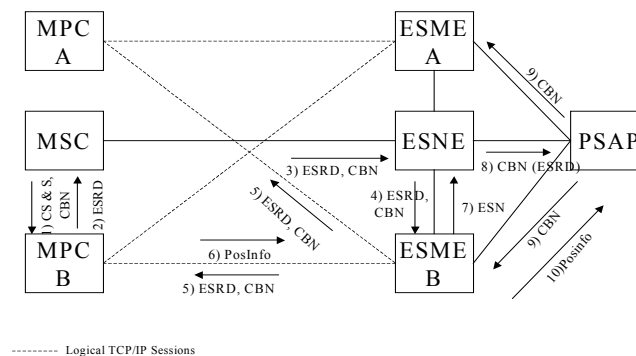 MPC
A
ESME
A
9) CBN
MSC
ESNE
PSAP
3) ESRD, CBN
8) CBN (ESRD)
1) CS & S,
CBN
2) ESRD
5) ESRD, CBN
4) ESRD,
CBN
7) ESN
9) CBN
10)Posinfo
MPC
B
6) PosInfo
5) ESRD, CBN
ESME
B
Logical TCP/IP Sessions